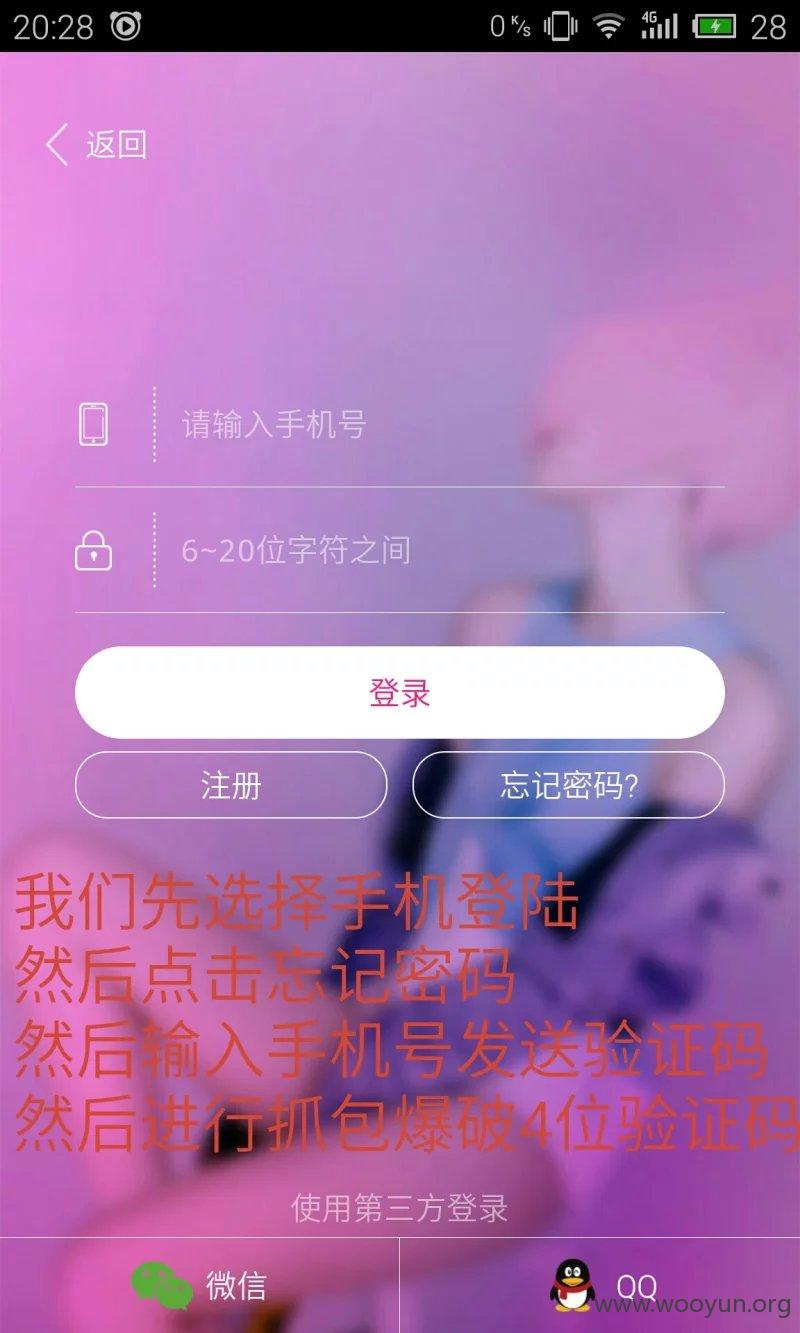 20:28
0 K/s 4G 28
返回
请输入手机号
6~20位字符之间
登录
注册 忘记密码?
我们先选择手机登陆
然后点击忘记密码
然后输入手机号发送验证码
然后进行抓包爆破4位验证码
使用第三方登录
微信 QQ
www.wooyun.org